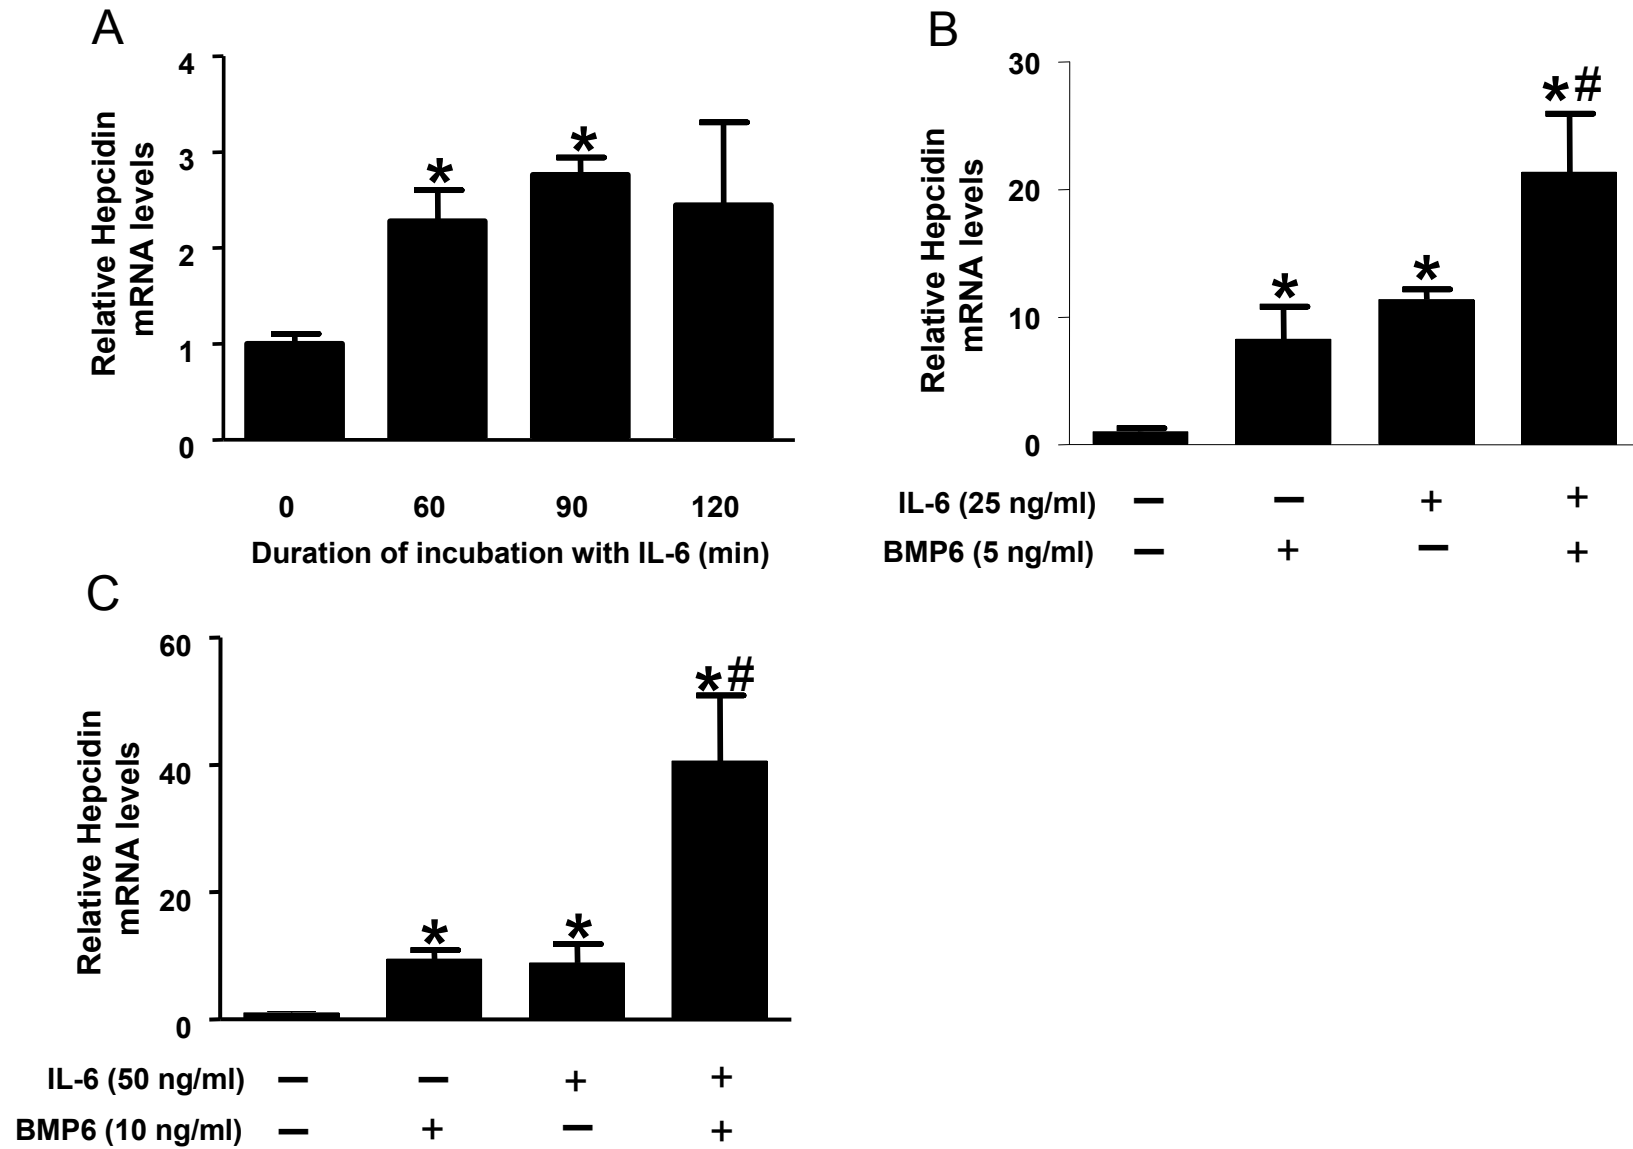 A
Relative Hepcidin
mRNA levels
4
3
2
1
0
*
*
0 60 90 120
Duration of incubation with IL-6 (min)
B
Relative Hepcidin
mRNA levels
30
20
10
0
*
*
*#
IL-6 (25 ng/ml) − − + +
BMP6 (5 ng/ml) − + − +
C
Relative Hepcidin
mRNA levels
60
40
20
0
*
*
*#
IL-6 (50 ng/ml) − − + +
BMP6 (10 ng/ml) − + − +